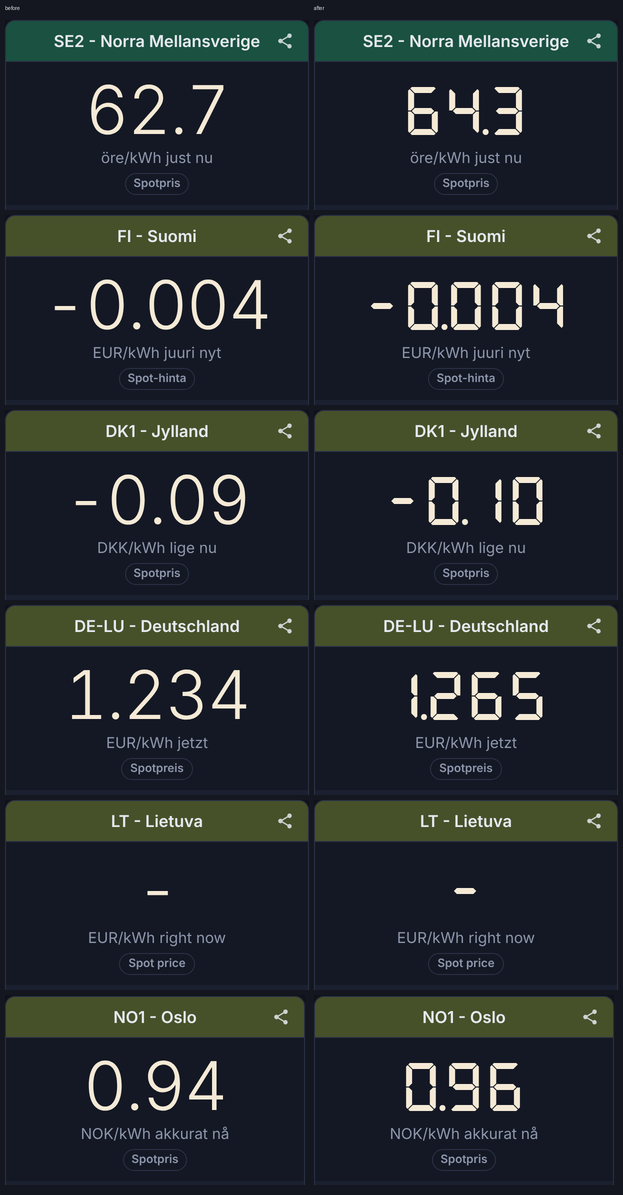 before
after
SE2 - Norra Mellansverige
62.7
öre/kWh just nu
Spotpris
SE2 - Norra Mellansverige
64.3
öre/kWh just nu
Spotpris
FI - Suomi
-0.004
EUR/kWh juuri nyt
Spot-hinta
FI - Suomi
-0.004
EUR/kWh juuri nyt
Spot-hinta
DK1 - Jylland
-0.09
DKK/kWh lige nu
Spotpris
DK1 - Jylland
-0.10
DKK/kWh lige nu
Spotpris
DE-LU - Deutschland
1.234
EUR/kWh jetzt
Spotpreis
DE-LU - Deutschland
1.265
EUR/kWh jetzt
Spotpreis
LT - Lietuva
-
EUR/kWh right now
Spot price
LT - Lietuva
-
EUR/kWh right now
Spot price
NO1 - Oslo
0.94
NOK/kWh akkurat nå
Spotpris
NO1 - Oslo
0.96
NOK/kWh akkurat nå
Spotpris